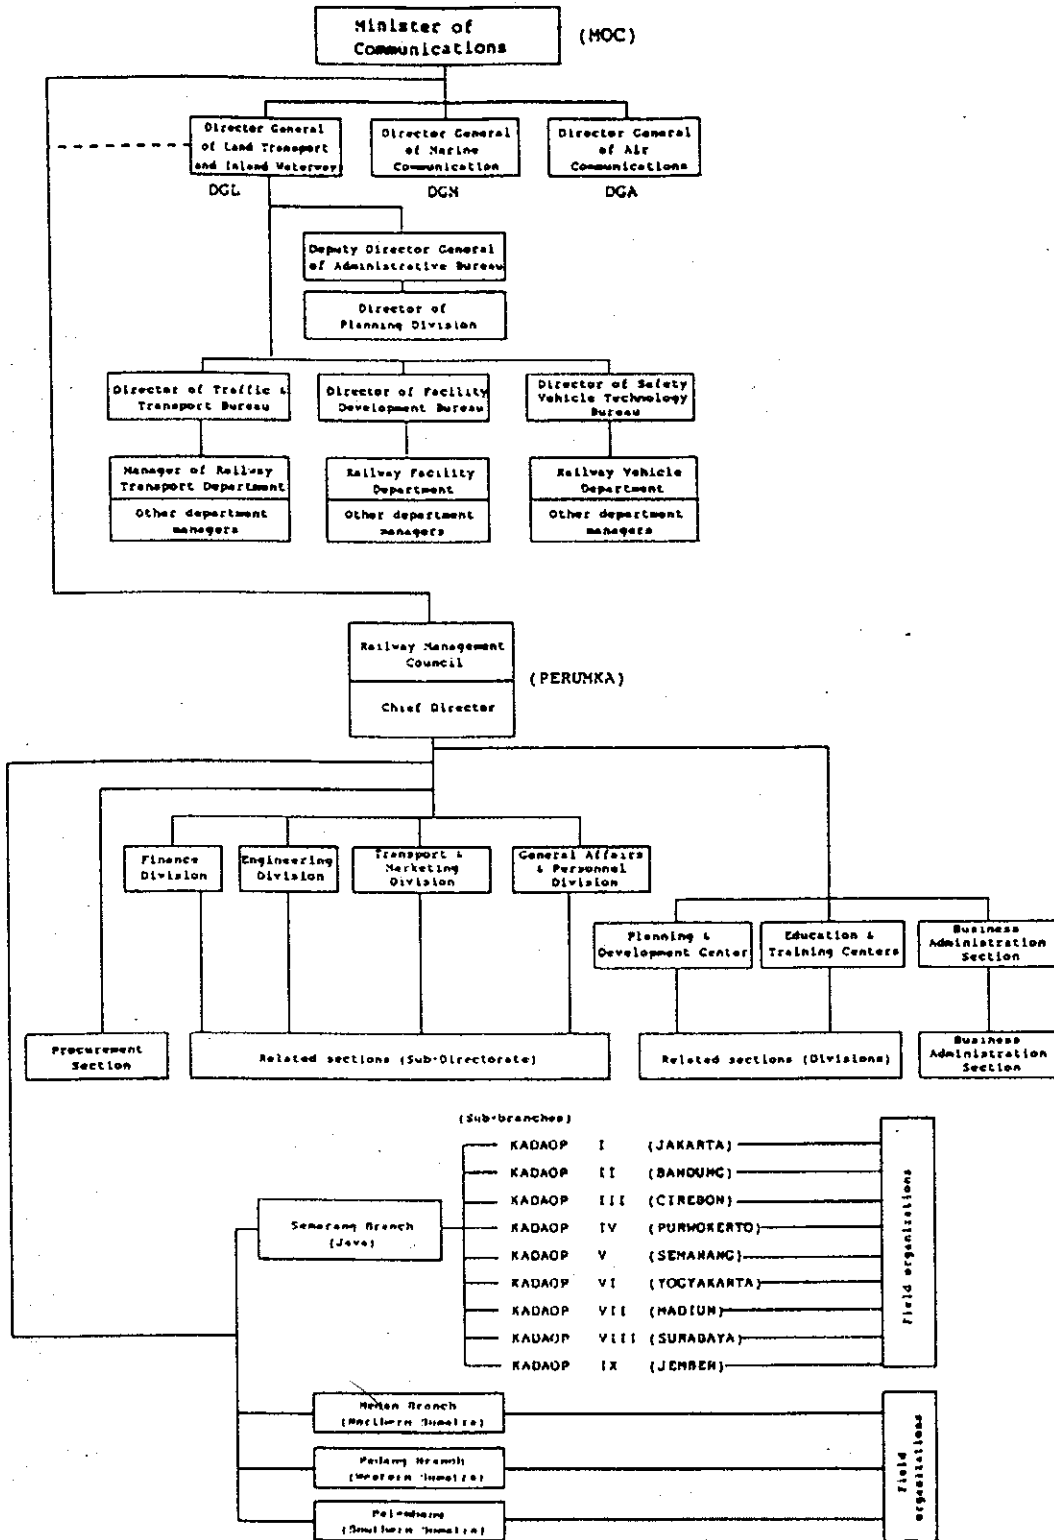 Minister of
Communications
(MOC)
Director General
of Land Transport
and Inland Waterway
DGL
Director General
of Marine
Communication
DGM
Director General
of Air
Communications
DGA
Deputy Director General
of Administrative Bureau
Director of
Planning Division
Director of Traffic &
Transport Bureau
Director of Facility
Development Bureau
Director of Safety
Vehicle Technology
Bureau
Manager of Railway
Transport Department
Other department
managers
Railway Facility
Department
Other department
managers
Railway Vehicle
Department
Other department
managers
Railway Management
Council
Chief Director
(PERUMKA)
Finance
Division
Engineering
Division
Transport &
Marketing
Division
General Affairs
& Personnel
Division
Planning &
Development Center
Education &
Training Centers
Business
Administration
Section
Procurement
Section
Related sections (Sub-Directorate)
Related sections (Divisions)
Business
Administration
Section
(Sub-branches)
KADAOP I (JAKARTA)
KADAOP II (BANDUNG)
KADAOP III (CIREBON)
KADAOP IV (PURWOKERTO)
KADAOP V (SEMARANG)
KADAOP VI (YOGYAKARTA)
KADAOP VII (MADIUN)
KADAOP VIII (SURABAYA)
KADAOP IX (JEMBER)
Semarang Branch
(Java)
Field organizations
Medan Branch
(Northern Sumatra)
Padang Branch
(Western Sumatra)
Palembang
(Southern Sumatra)
Field
organizations